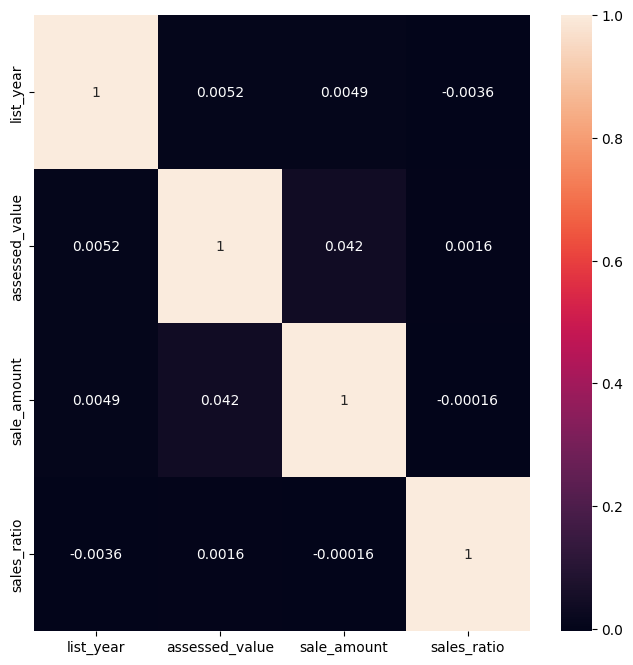 list_year 1 0.0052 0.0049 -0.0036
assessed_value 0.0052 1 0.042 0.0016
sale_amount 0.0049 0.042 1 -0.00016
sales_ratio -0.0036 0.0016 -0.00016 1
list_year assessed_value sale_amount sales_ratio
1.0
0.8
0.6
0.4
0.2
0.0